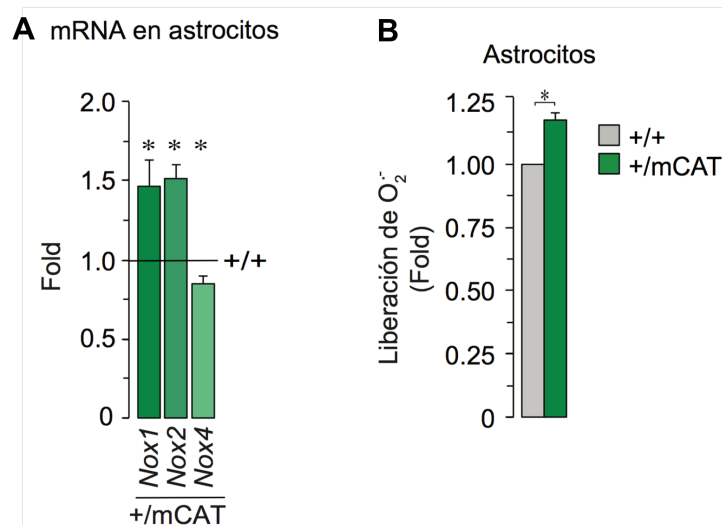 A mRNA en astrocitos
2.0
1.5
1.0
0.5
0
Fold
* * *
+/+
Nox1
Nox2
Nox4
+/mCAT
B
Astrocitos
1.25
1.00
0.75
0.50
0.25
0
Liberación de O₂·⁻
(Fold)
*
+/+
+/mCAT